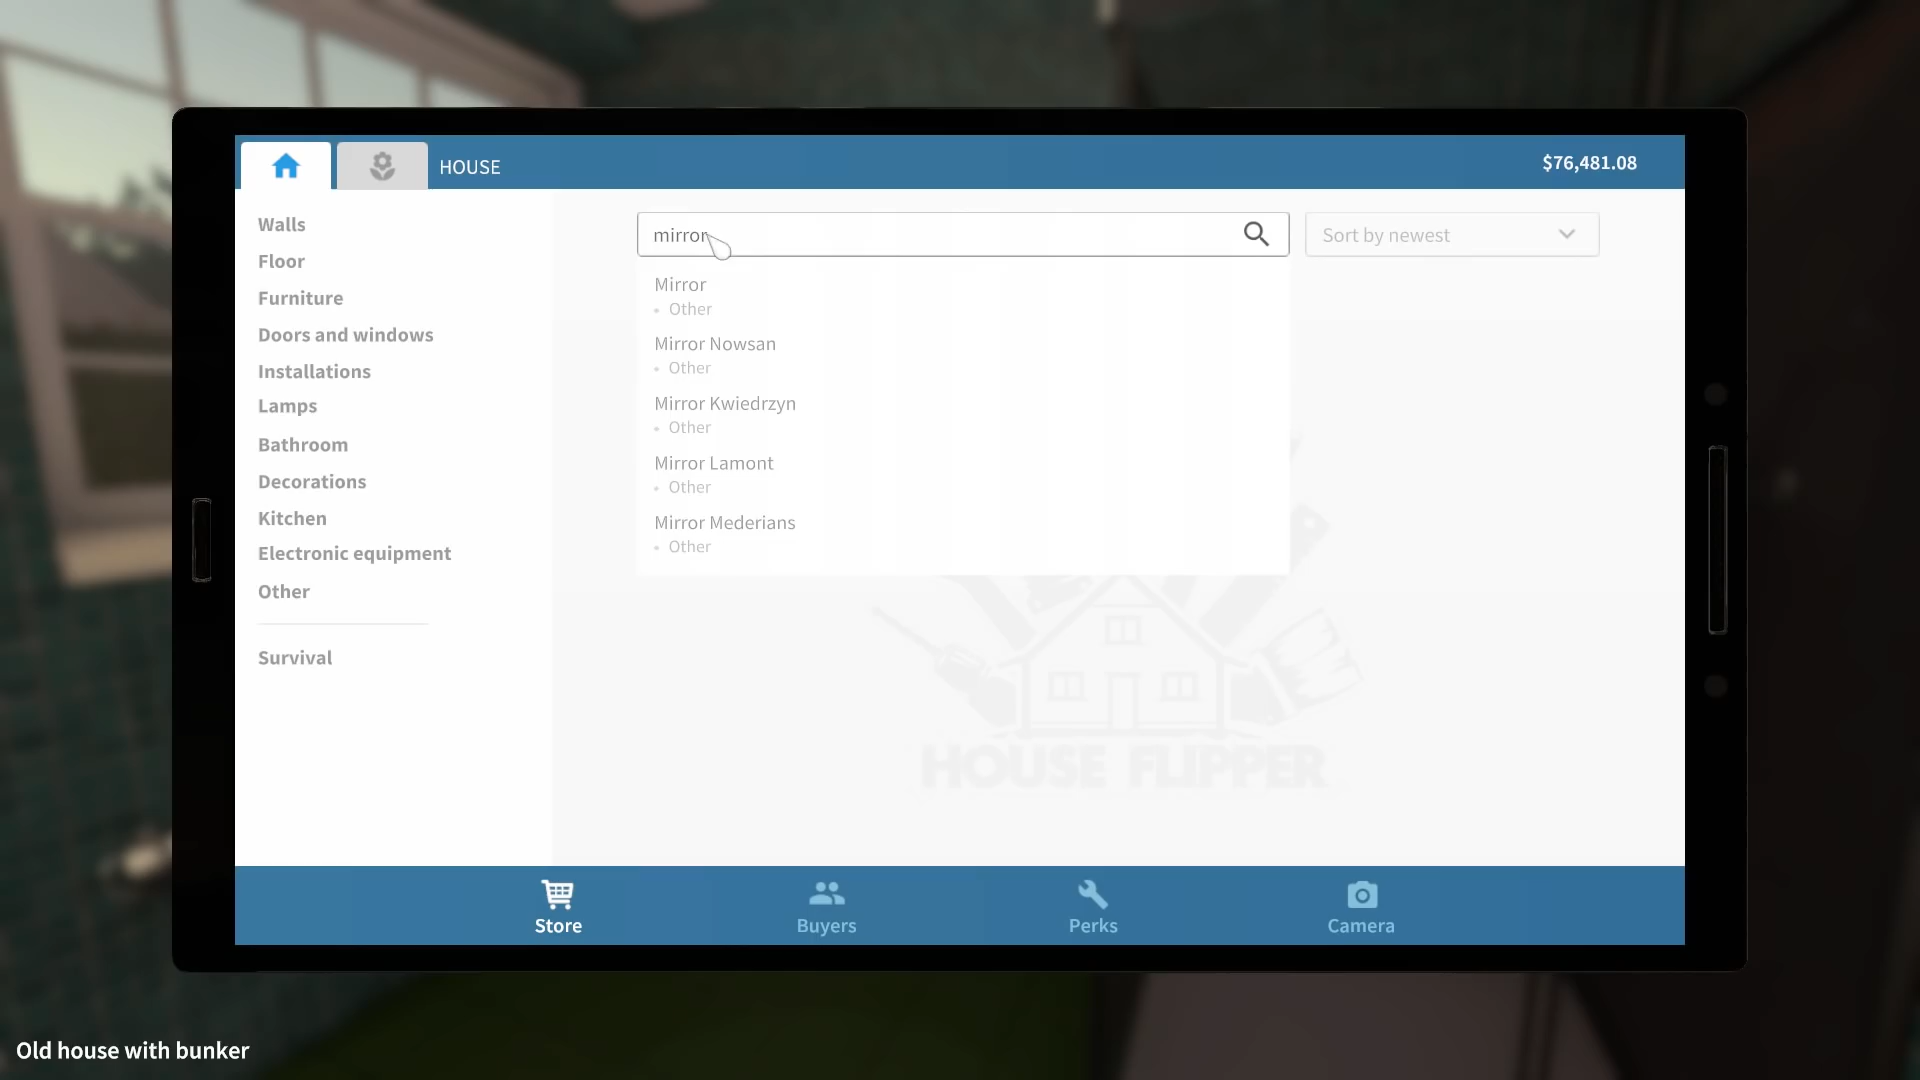 HOUSE
$76,481.08
Walls
Floor
Furniture
Doors and windows
Installations
Lamps
Bathroom
Decorations
Kitchen
Electronic equipment
Other
Survival
mirror
Sort by newest
Mirror
• Other
Mirror Nowsan
• Other
Mirror Kwiedrzyn
• Other
Mirror Lamont
• Other
Mirror Mederians
• Other
HOUSE FLIPPER
Store
Buyers
Perks
Camera
Old house with bunker